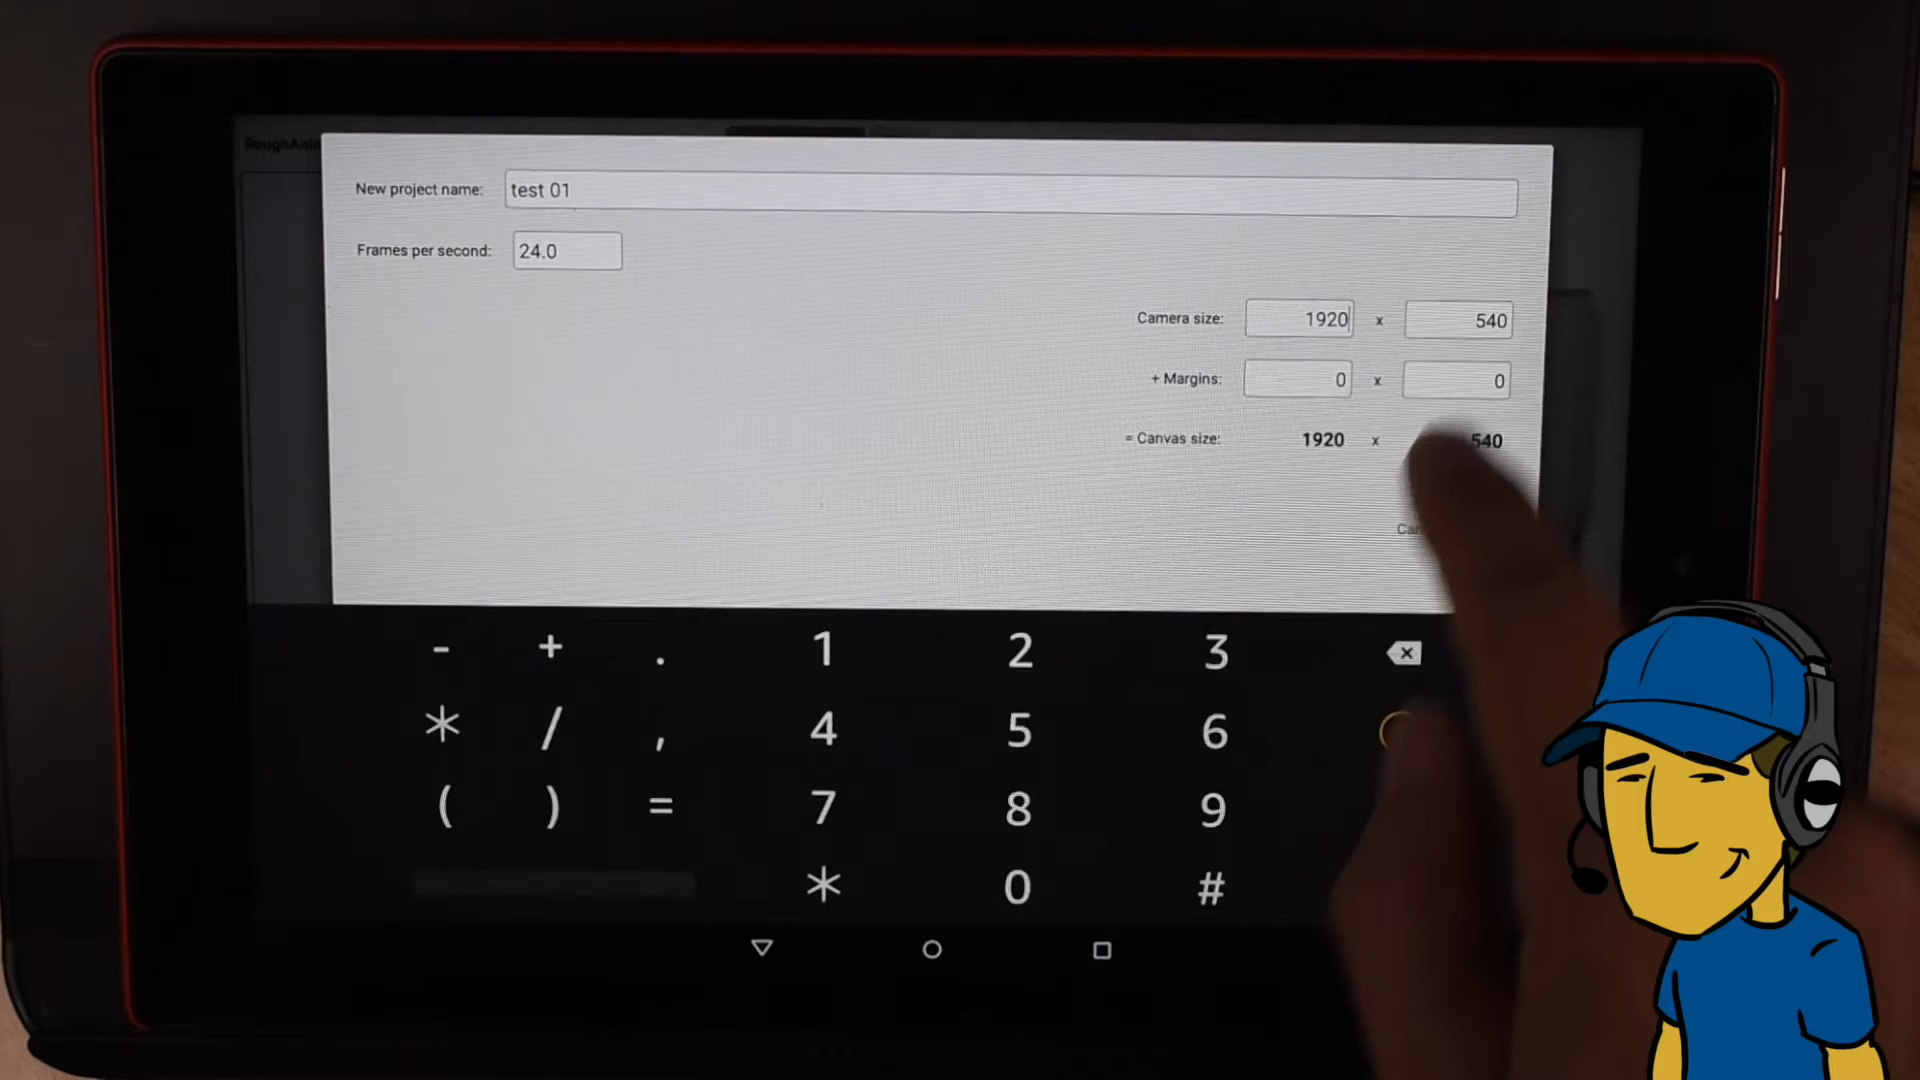 New project name: test 01
Frames per second: 24.0
Camera size: 1920 x 540
+ Margins: 0 x 0
= Canvas size: 1920 x 540
- + . 1 2 3
* / , 4 5 6
( ) = 7 8 9
* 0 #